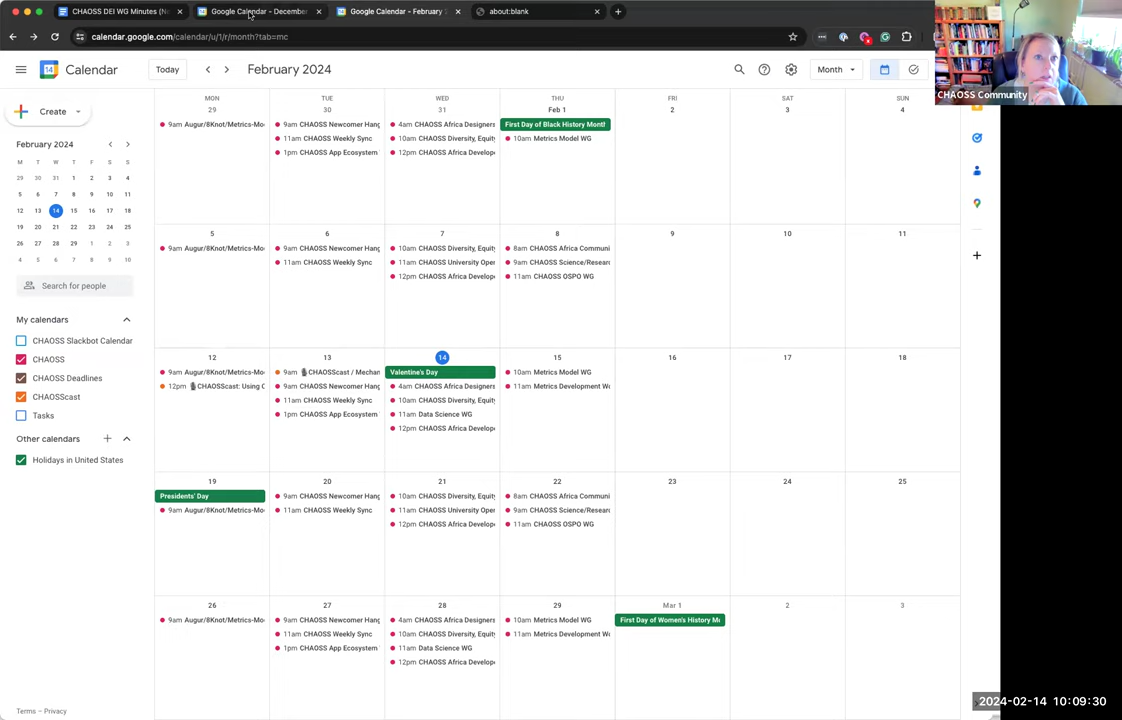 CHAOSS DEI WG Minutes (N
Google Calendar - December
Google Calendar - February
about:blank
calendar.google.com/calendar/u/1/r/month?tab=mc
CHAOSS Community
14
Calendar
Today
February 2024
Month
Create
February 2024
M T W T F S S
29 30 31 1 2 3 4
5 6 7 8 9 10 11
12 13 14 15 16 17 18
19 20 21 22 23 24 25
26 27 28 29 1 2 3
4 5 6 7 8 9 10
Search for people
My calendars
CHAOSS Slackbot Calendar
CHAOSS
CHAOSS Deadlines
CHAOSScast
Tasks
Other calendars
Holidays in United States
Terms – Privacy
MON TUE WED THU FRI SAT SUN
29 30 31 Feb 1 2 3 4
9am Augur/8Knot/Metrics-Mo
9am CHAOSS Newcomer Hang
11am CHAOSS Weekly Sync
1pm CHAOSS App Ecosystem
4am CHAOSS Africa Designers
10am CHAOSS Diversity, Equity
12pm CHAOSS Africa Develope
First Day of Black History Month
10am Metrics Model WG
5 6 7 8 9 10 11
9am Augur/8Knot/Metrics-Mo
9am CHAOSS Newcomer Hang
11am CHAOSS Weekly Sync
10am CHAOSS Diversity, Equity
11am CHAOSS University Oper
12pm CHAOSS Africa Develope
8am CHAOSS Africa Communi
9am CHAOSS Science/Researc
11am CHAOSS OSPO WG
12 13 14 15 16 17 18
9am Augur/8Knot/Metrics-Mo
12pm CHAOSScast: Using C
9am CHAOSScast / Mechan
9am CHAOSS Newcomer Hang
11am CHAOSS Weekly Sync
1pm CHAOSS App Ecosystem
Valentine's Day
4am CHAOSS Africa Designers
10am CHAOSS Diversity, Equity
11am Data Science WG
12pm CHAOSS Africa Develope
10am Metrics Model WG
11am Metrics Development Wo
19 20 21 22 23 24 25
Presidents' Day
9am Augur/8Knot/Metrics-Mo
9am CHAOSS Newcomer Hang
11am CHAOSS Weekly Sync
10am CHAOSS Diversity, Equity
11am CHAOSS University Oper
12pm CHAOSS Africa Develope
8am CHAOSS Africa Communi
9am CHAOSS Science/Researc
11am CHAOSS OSPO WG
26 27 28 29 Mar 1 2 3
9am Augur/8Knot/Metrics-Mo
9am CHAOSS Newcomer Hang
11am CHAOSS Weekly Sync
1pm CHAOSS App Ecosystem
4am CHAOSS Africa Designers
10am CHAOSS Diversity, Equity
11am Data Science WG
12pm CHAOSS Africa Develope
10am Metrics Model WG
11am Metrics Development Wo
First Day of Women's History Mo
2024-02-14 10:09:30